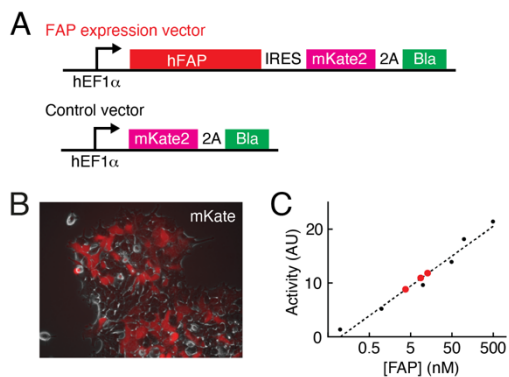 A
FAP expression vector
hFAP IRES mKate2 2A Bla
hEF1α
Control vector
mKate2 2A Bla
hEF1α
B
mKate
C
Activity (AU)
20
10
0
0.5 5 50 500
[FAP] (nM)